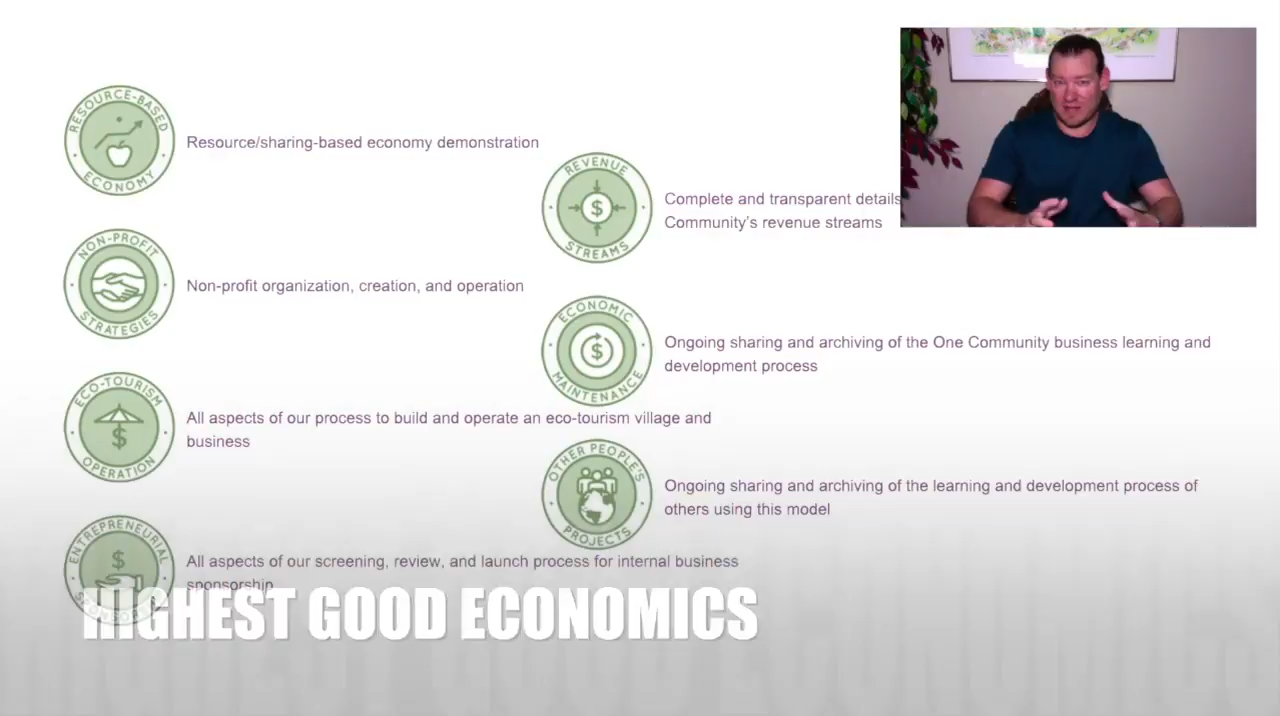 RESOURCE-BASED
ECONOMY
Resource/sharing-based economy demonstration
NON-PROFIT
STRATEGIES
Non-profit organization, creation, and operation
ECO-TOURISM
$
OPERATION
All aspects of our process to build and operate an eco-tourism village and
business
ENTREPRENEURIAL
$
All aspects of our screening, review, and launch process for internal business
sponsorship
REVENUE
$
STREAMS
Complete and transparent details
Community's revenue streams
ECONOMIC
$
MAINTENANCE
Ongoing sharing and archiving of the One Community business learning and
development process
OTHER PEOPLE'S
PROJECTS
Ongoing sharing and archiving of the learning and development process of
others using this model
HIGHEST GOOD ECONOMICS